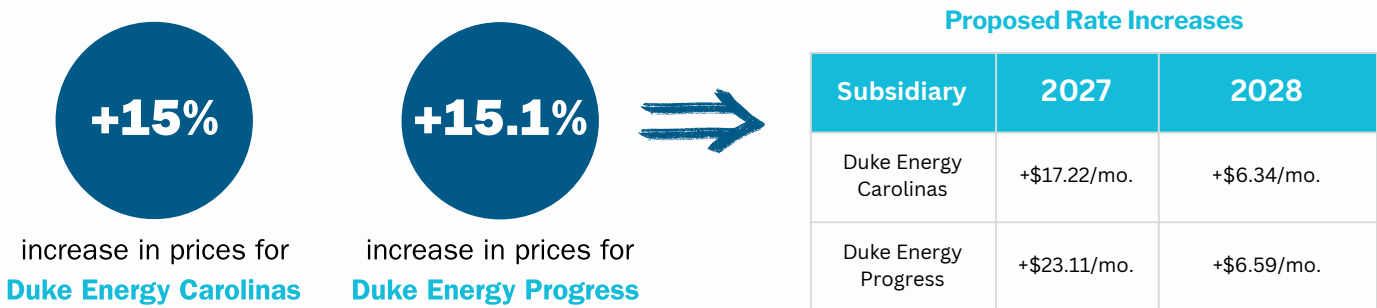 +15%
increase in prices for
Duke Energy Carolinas
+15.1%
increase in prices for
Duke Energy Progress
Proposed Rate Increases
Subsidiary 2027 2028
Duke Energy
Carolinas +$17.22/mo. +$6.34/mo.
Duke Energy
Progress +$23.11/mo. +$6.59/mo.